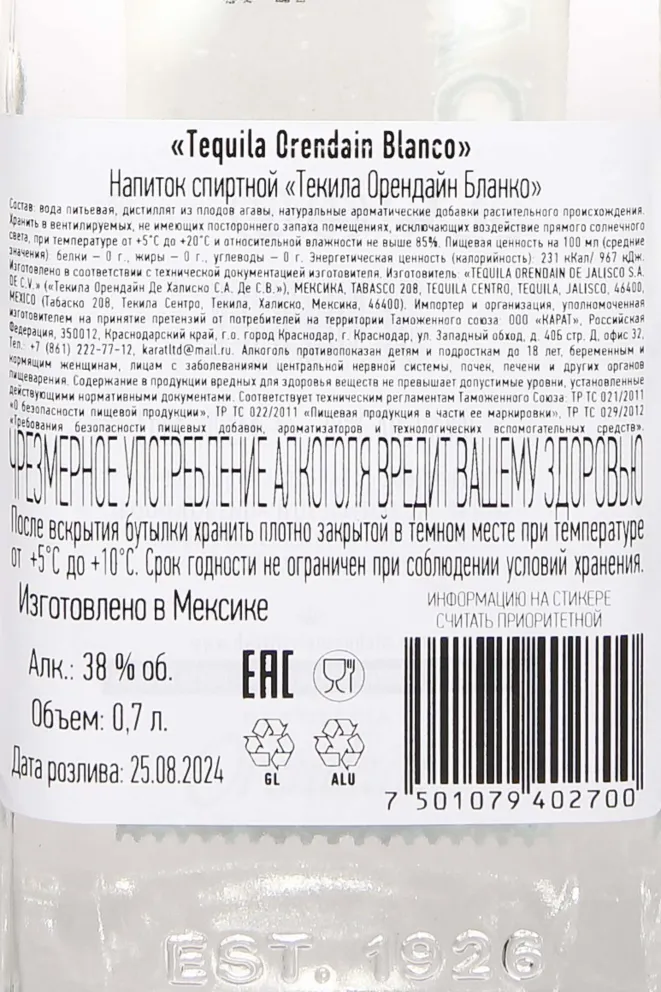 «Tequila Orendain Blanco»
Напиток спиртной «Текила Орендайн Бланко»
Состав: вода питьевая, дистиллят из плодов агавы, натуральные ароматические добавки растительного происхождения.
Хранить в вентилируемых, не имеющих постороннего запаха помещениях, исключающих воздействие прямого солнечного
света, при температуре от +5°С до +20°С и относительной влажности не выше 85%. Пищевая ценность на 100 мл (средние
значения): белки – 0 г., жиры – 0 г., углеводы – 0 г. Энергетическая ценность (калорийность): 231 кКал/ 967 кДж.
Изготовлено в соответствии с технической документацией изготовителя. Изготовитель: «TEQUILA ORENDAIN DE JALISCO S.A.
DE C.V.» («Текила Орендайн Де Халиско С.А. Де С.В.»), МЕКСИКА, TABASCO 208, TEQUILA CENTRO, TEQUILA, JALISCO, 46400,
MEXICO (Табаско 208, Текила Сентро, Текила, Халиско, Мексика, 46400). Импортер и организация, уполномоченная
изготовителем на принятие претензий от потребителей на территории Таможенного союза: ООО «КАРАТ», Российская
Федерация, 350012, Краснодарский край, г.о. город Краснодар, г. Краснодар, ул. Западный обход, д. 406 стр. Д, офис 32,
Тел.: +7 (861) 222-77-12, karatltd@mail.ru. Алкоголь противопоказан детям и подросткам до 18 лет, беременным и
кормящим женщинам, лицам с заболеваниями центральной нервной системы, почек, печени и других органов
пищеварения. Содержание в продукции вредных для здоровья веществ не превышает допустимые уровни, установленные
действующими нормативными документами. Соответствует техническим регламентам Таможенного Союза: ТР ТС 021/2011
«О безопасности пищевой продукции», ТР ТС 022/2011 «Пищевая продукция в части ее маркировки», ТР ТС 029/2012
«Требования безопасности пищевых добавок, ароматизаторов и технологических вспомогательных средств».
ЧРЕЗМЕРНОЕ УПОТРЕБЛЕНИЕ АЛКОГОЛЯ ВРЕДИТ ВАШЕМУ ЗДОРОВЬЮ
После вскрытия бутылки хранить плотно закрытой в темном месте при температуре
от +5°С до +10°С. Срок годности не ограничен при соблюдении условий хранения.
Изготовлено в Мексике
ИНФОРМАЦИЮ НА СТИКЕРЕ
СЧИТАТЬ ПРИОРИТЕТНОЙ
Алк.: 38 % об.
EAC
Объем: 0,7 л.
GL
ALU
Дата розлива: 25.08.2024
7 501079 402700
EST. 1926